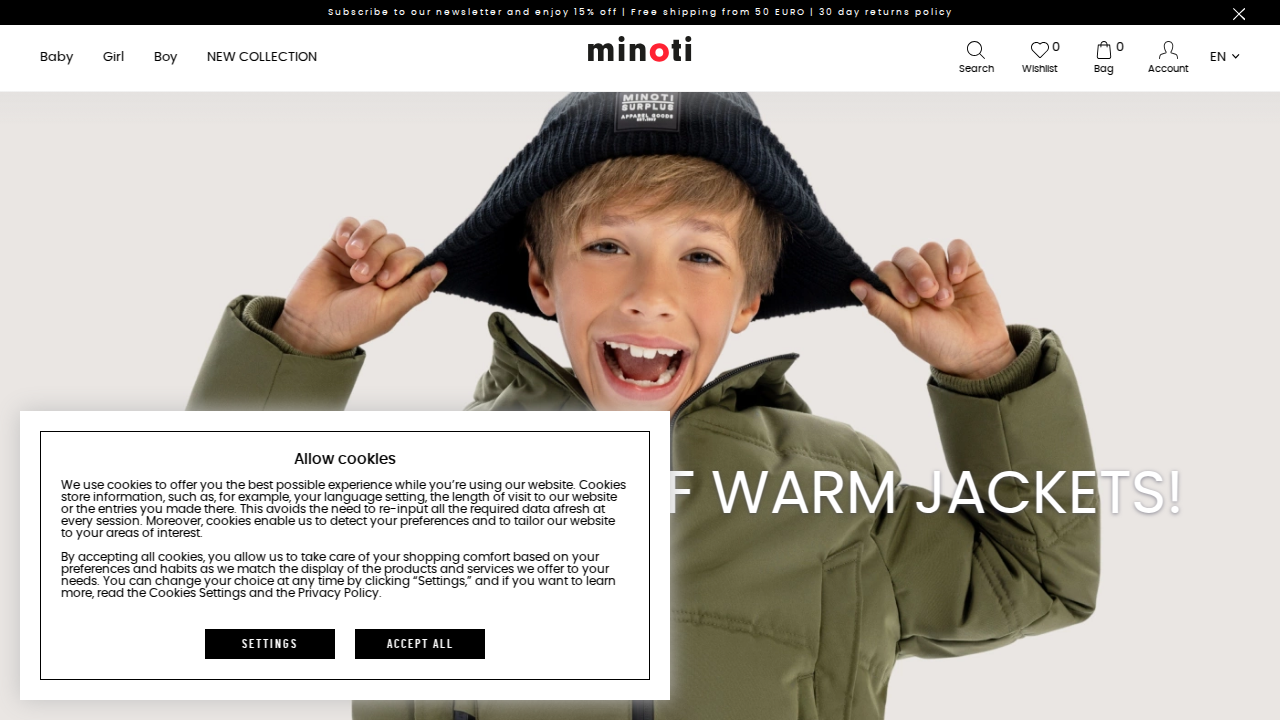 Subscribe to our newsletter and enjoy 15% off | Free shipping from 50 EURO | 30 day returns policy
Baby Girl Boy NEW COLLECTION
minoti
0 0
Search Wishlist Bag Account EN
MINOTI
SURPLUS
APPAREL GOODS
F WARM JACKETS!
Allow cookies
We use cookies to offer you the best possible experience while you’re using our website. Cookies
store information, such as, for example, your language setting, the length of visit to our website
or the entries you made there. This avoids the need to re-input all the required data afresh at
every session. Moreover, cookies enable us to detect your preferences and to tailor our website
to your areas of interest.
By accepting all cookies, you allow us to take care of your shopping comfort based on your
preferences and habits as we match the display of the products and services we offer to your
needs. You can change your choice at any time by clicking “Settings,” and if you want to learn
more, read the Cookies Settings and the Privacy Policy.
SETTINGS ACCEPT ALL